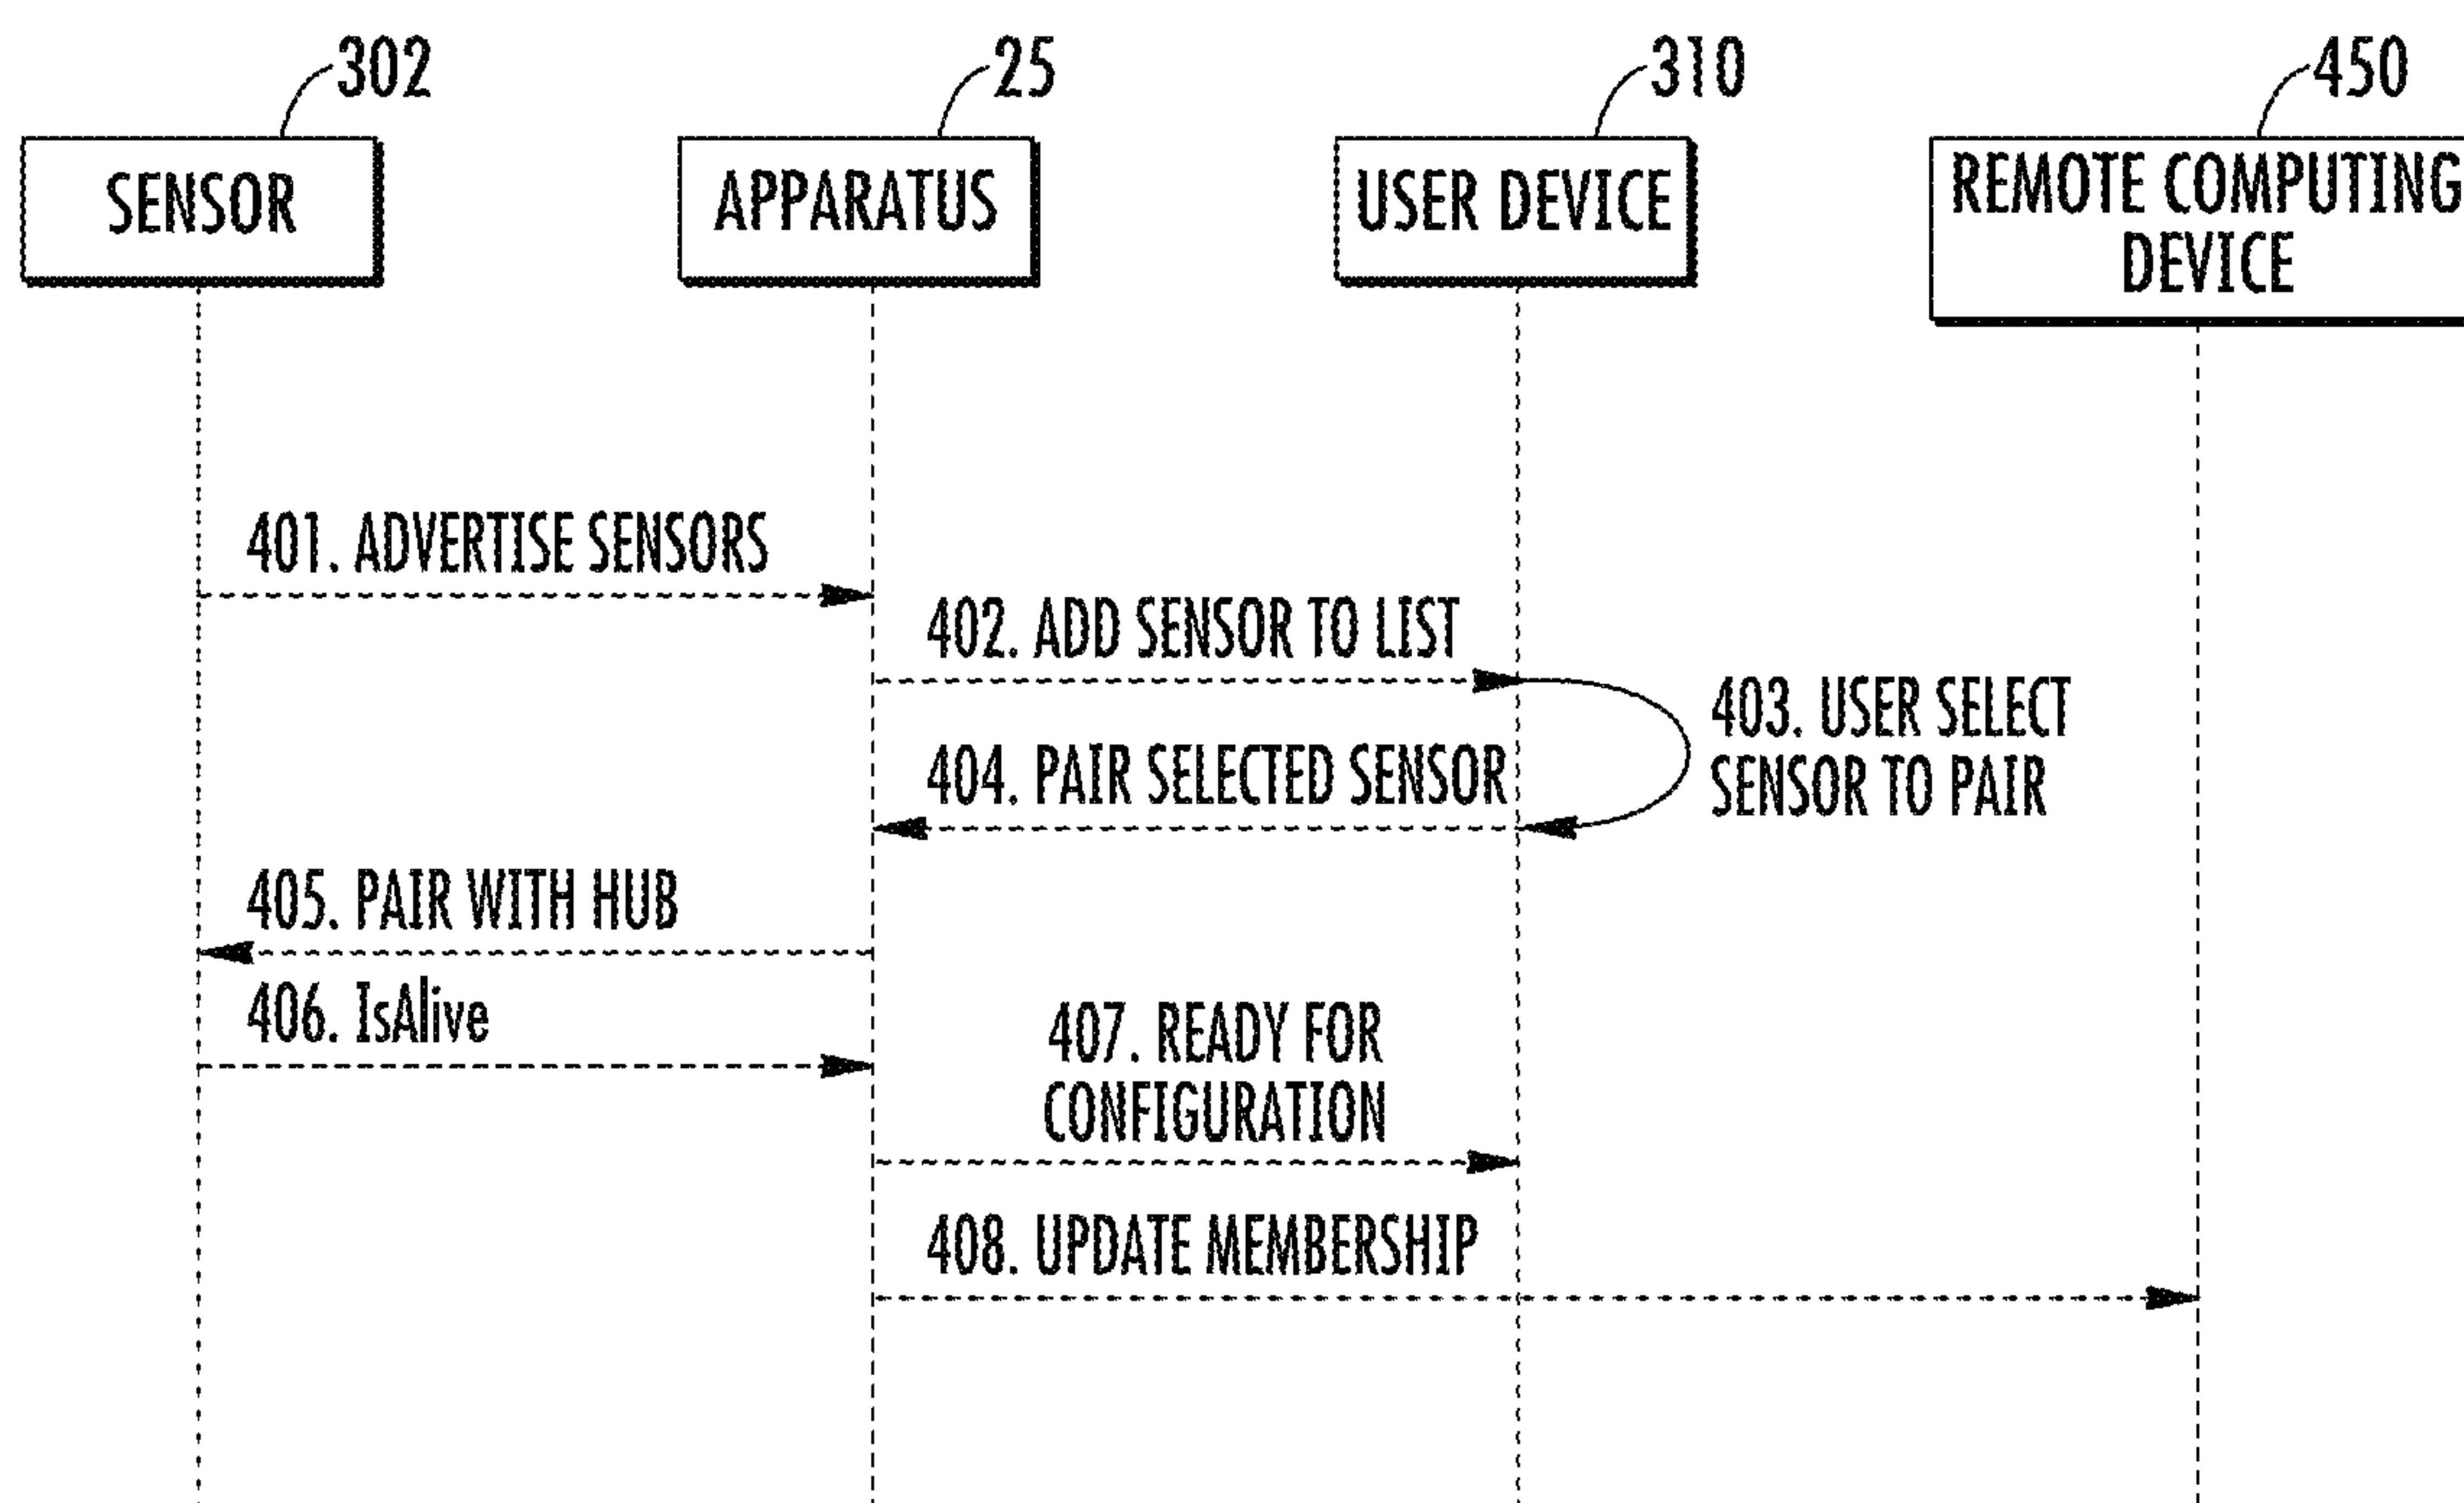 302
25
310
450
SENSOR
APPARATUS
USER DEVICE
REMOTE COMPUTING
DEVICE
401. ADVERTISE SENSORS
402. ADD SENSOR TO LIST
403. USER SELECT
SENSOR TO PAIR
404. PAIR SELECTED SENSOR
405. PAIR WITH HUB
406. IsAlive
407. READY FOR
CONFIGURATION
408. UPDATE MEMBERSHIP